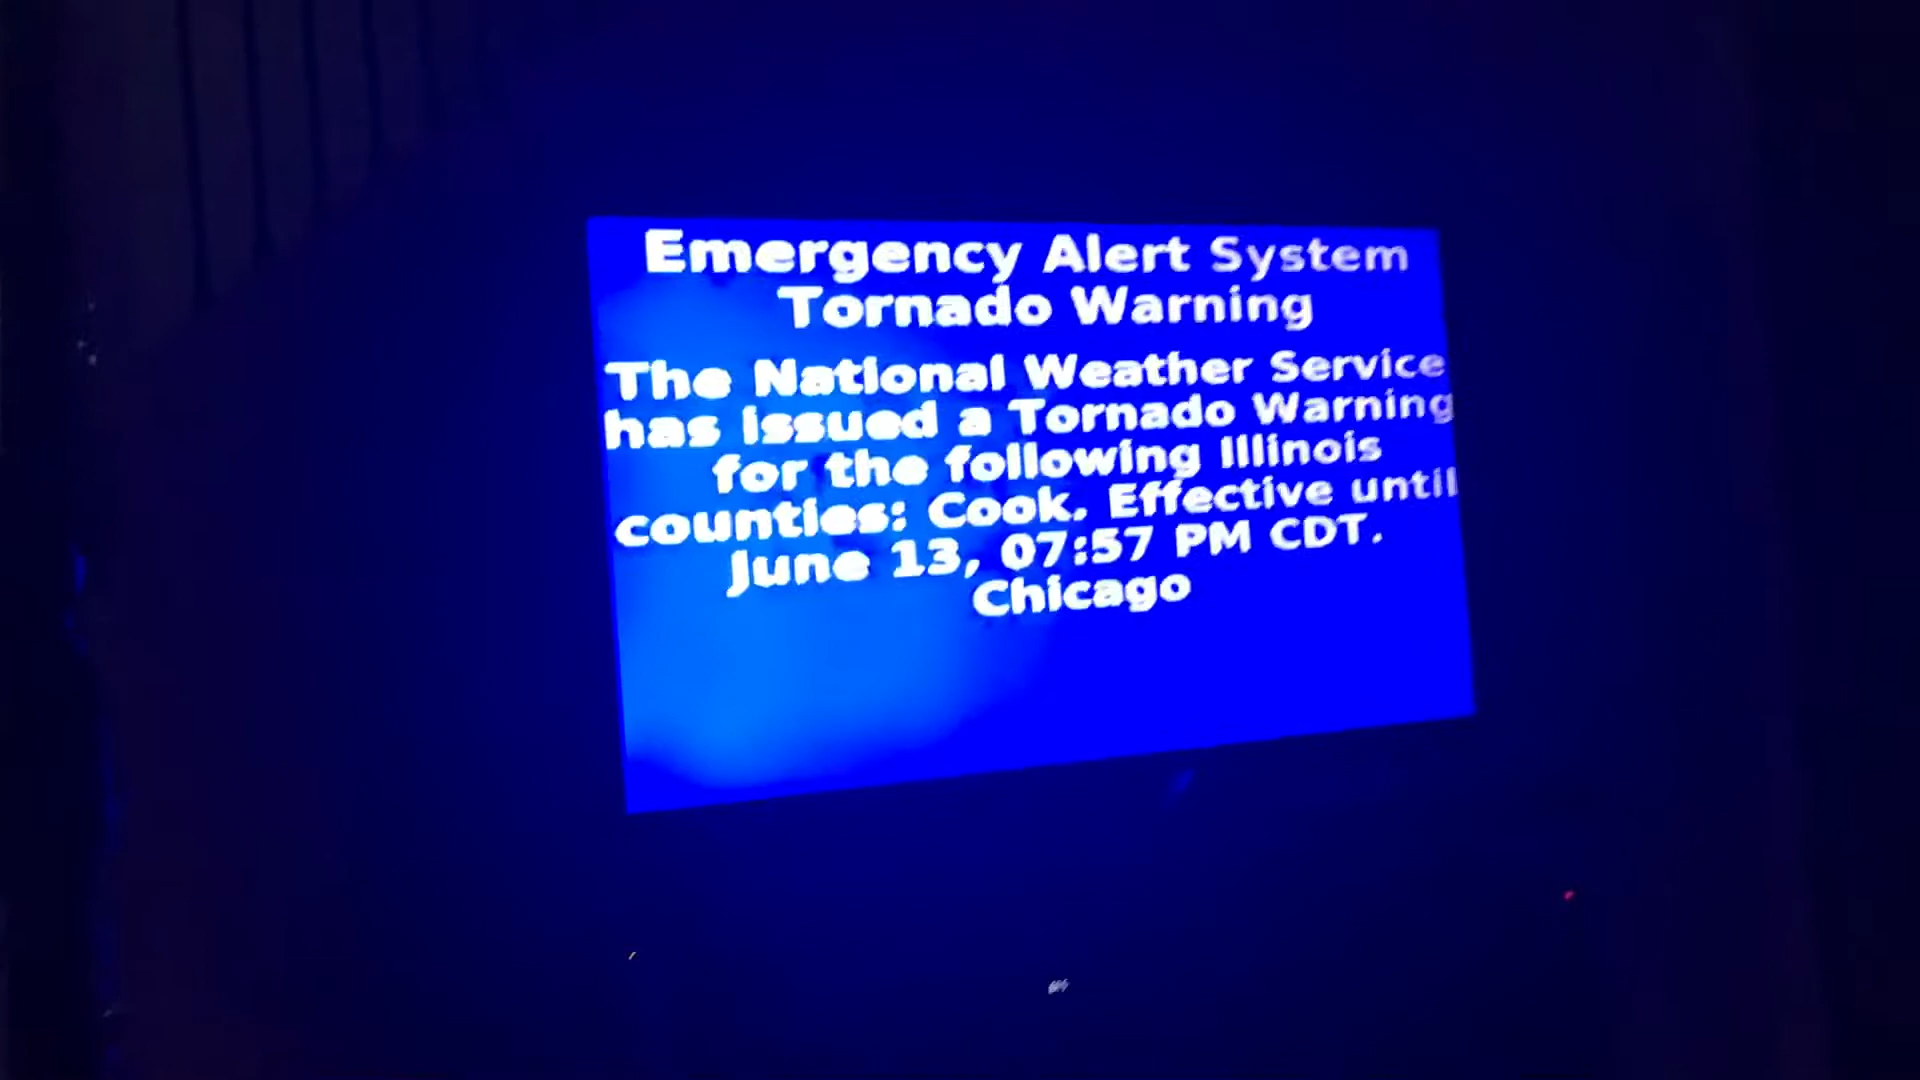 Emergency Alert System
Tornado Warning
The National Weather Service
has issued a Tornado Warning
for the following Illinois
counties: Cook. Effective until
June 13, 07:57 PM CDT.
Chicago